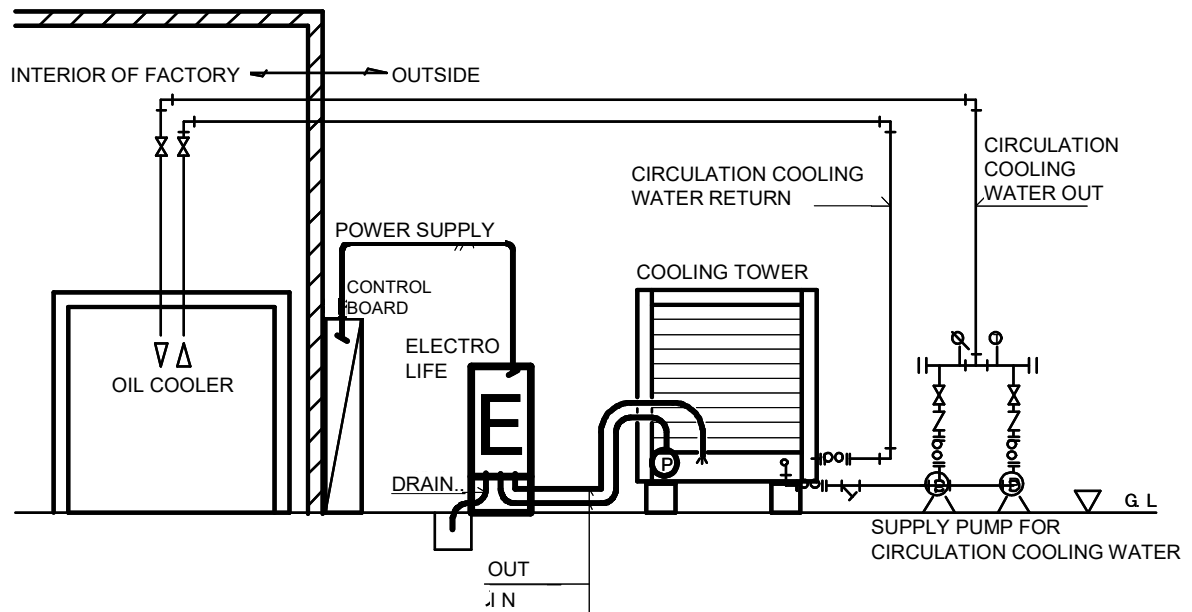 INTERIOR OF FACTORY
OUTSIDE
CIRCULATION COOLING
WATER RETURN
CIRCULATION
COOLING
WATER OUT
POWER SUPPLY
COOLING TOWER
CONTROL
BOARD
ELECTRO
LIFE
OIL COOLER
E
P
DRAIN..
G L
SUPPLY PUMP FOR
CIRCULATION COOLING WATER
OUT
IN